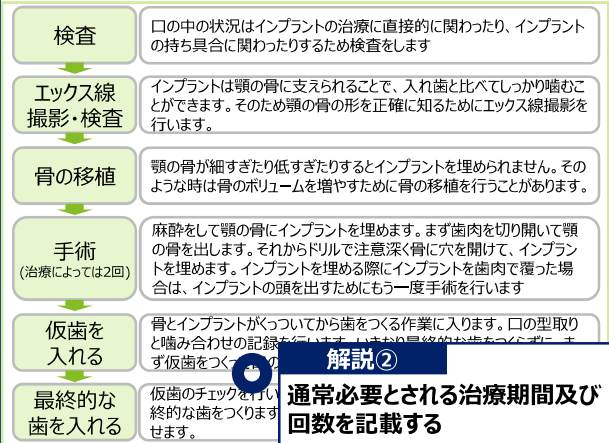 検査
口の中の状況はインプラントの治療に直接的に関わったり、インプラント
の持ち具合に関わったりするため検査をします
エックス線
撮影・検査
インプラントは顎の骨に支えられることで、入れ歯と比べてしっかり噛むこ
とができます。そのため顎の骨の形を正確に知るためにエックス線撮影を
行います。
骨の移植
顎の骨が細すぎたり低すぎたりするとインプラントを埋められません。その
ような時は骨のボリュームを増やすために骨の移植を行うことがあります。
手術
(治療によっては2回)
麻酔をして顎の骨にインプラントを埋めます。まず歯肉を切り開いて顎
の骨を出します。それからドリルで注意深く骨に穴を開けて、インプラン
トを埋めます。インプラントを埋める際にインプラントを歯肉で覆った場
合は、インプラントの頭を出すためにもう一度手術を行います
仮歯を
入れる
骨とインプラントがくっついてから歯をつくる作業に入ります。口の型取り
と噛み合わせの記録を行います。いきなり最終的な歯をつくらずに、ま
ず仮歯をつくっ
最終的な
歯を入れる
仮歯のチェックを行い
終的な歯をつくります
せます。
解説②
通常必要とされる治療期間及び
回数を記載する